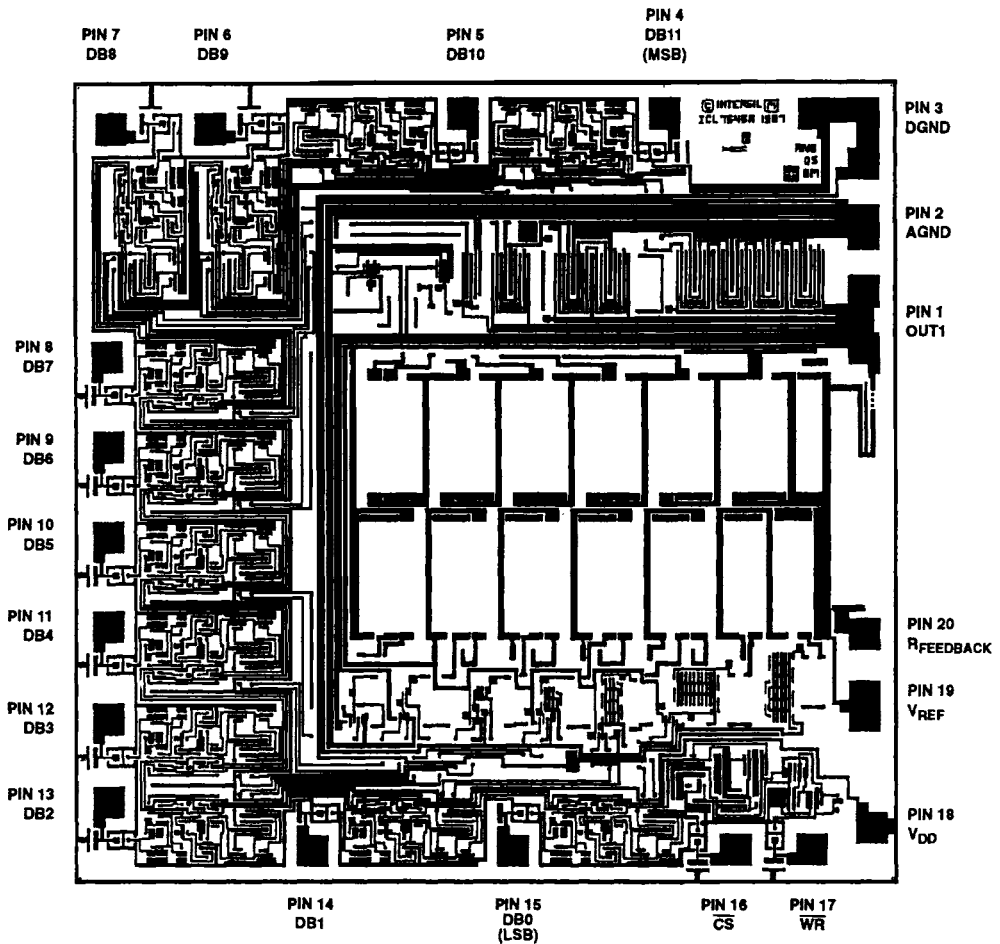 PIN 7
DB8
PIN 6
DB9
PIN 5
DB10
PIN 4
DB11
(MSB)
© INTERSIL
1987
PIN 3
DGND
PIN 2
AGND
PIN 1
OUT1
PIN 8
DB7
PIN 9
DB6
PIN 10
DB5
PIN 11
DB4
PIN 12
DB3
PIN 13
DB2
PIN 20
RFEEDBACK
PIN 19
VREF
PIN 18
VDD
PIN 14
DB1
PIN 15
DB0
(LSB)
PIN 16
C̅S̅
PIN 17
W̅R̅